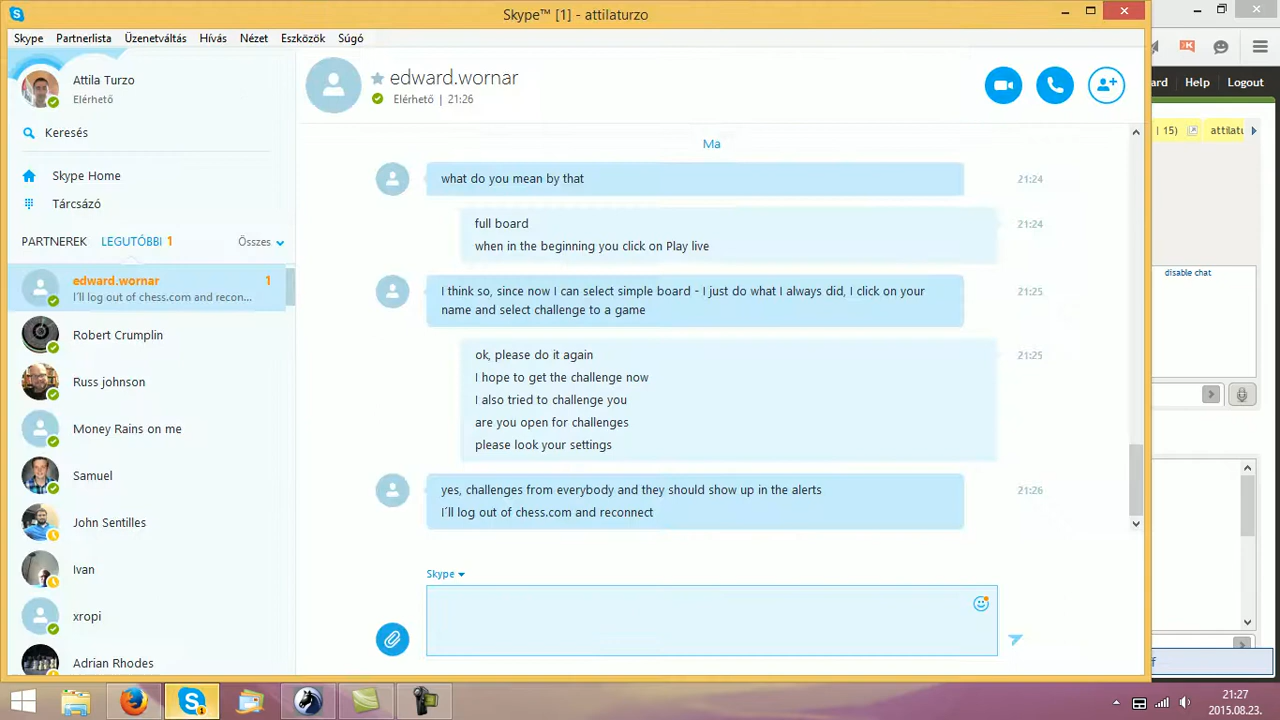 Skype™ [1] - attilaturzo
Skype Partnerlista Üzenetváltás Hívás Nézet Eszközök Súgó
Attila Turzo
Elérhető
Keresés
Skype Home
Tárcsázó
PARTNEREK LEGUTÓBBI 1 Összes
edward.wornar 1
I'll log out of chess.com and recon...
Robert Crumplin
Russ johnson
Money Rains on me
Samuel
John Sentilles
Ivan
xropi
Adrian Rhodes
edward.wornar
Elérhető | 21:26
Ma
what do you mean by that 21:24
full board 21:24
when in the beginning you click on Play live
I think so, since now I can select simple board - I just do what I always did, I click on your 21:25
name and select challenge to a game
ok, please do it again 21:25
I hope to get the challenge now
I also tried to challenge you
are you open for challenges
please look your settings
yes, challenges from everybody and they should show up in the alerts 21:26
I´ll log out of chess.com and reconnect
Skype
ard Help Logout
| 15) attilatu
disable chat
f
21:27
2015.08.23.